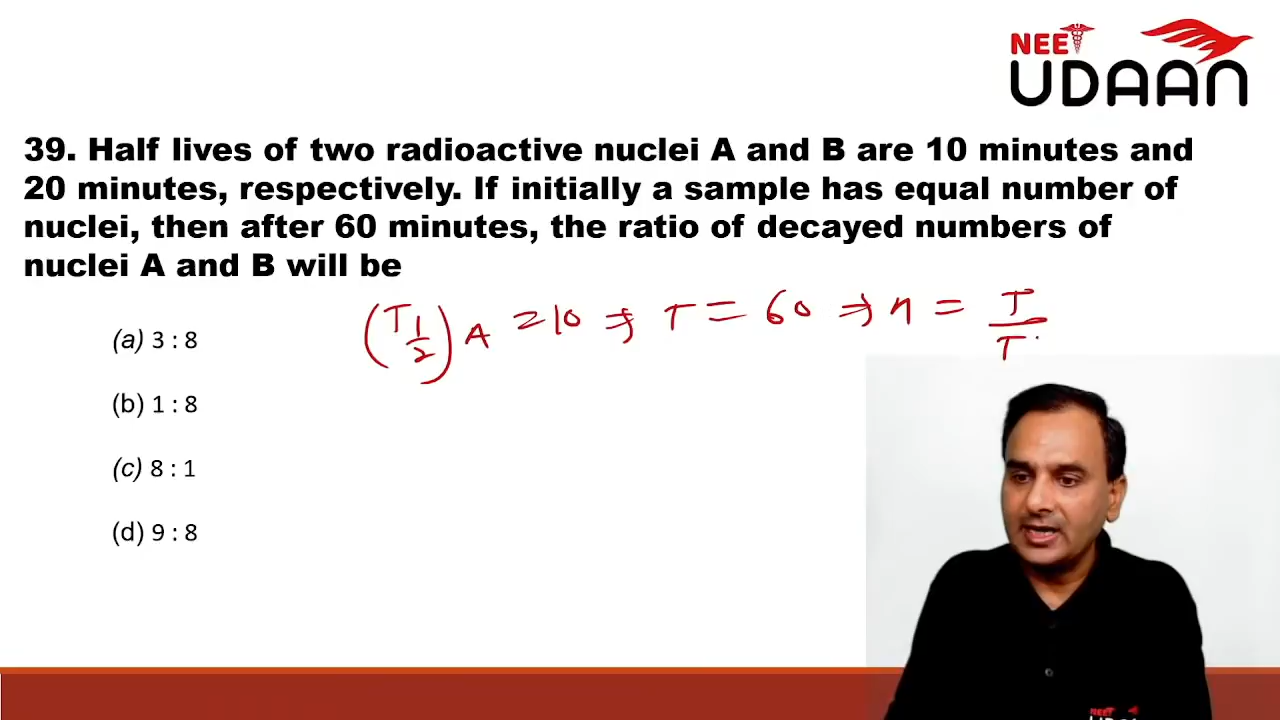 NEET
UDAAN
39. Half lives of two radioactive nuclei A and B are 10 minutes and
20 minutes, respectively. If initially a sample has equal number of
nuclei, then after 60 minutes, the ratio of decayed numbers of
nuclei A and B will be
(T 1/2) A = 10 ⇒ T = 60 ⇒ n = T/T
(a) 3 : 8
(b) 1 : 8
(c) 8 : 1
(d) 9 : 8
NEET